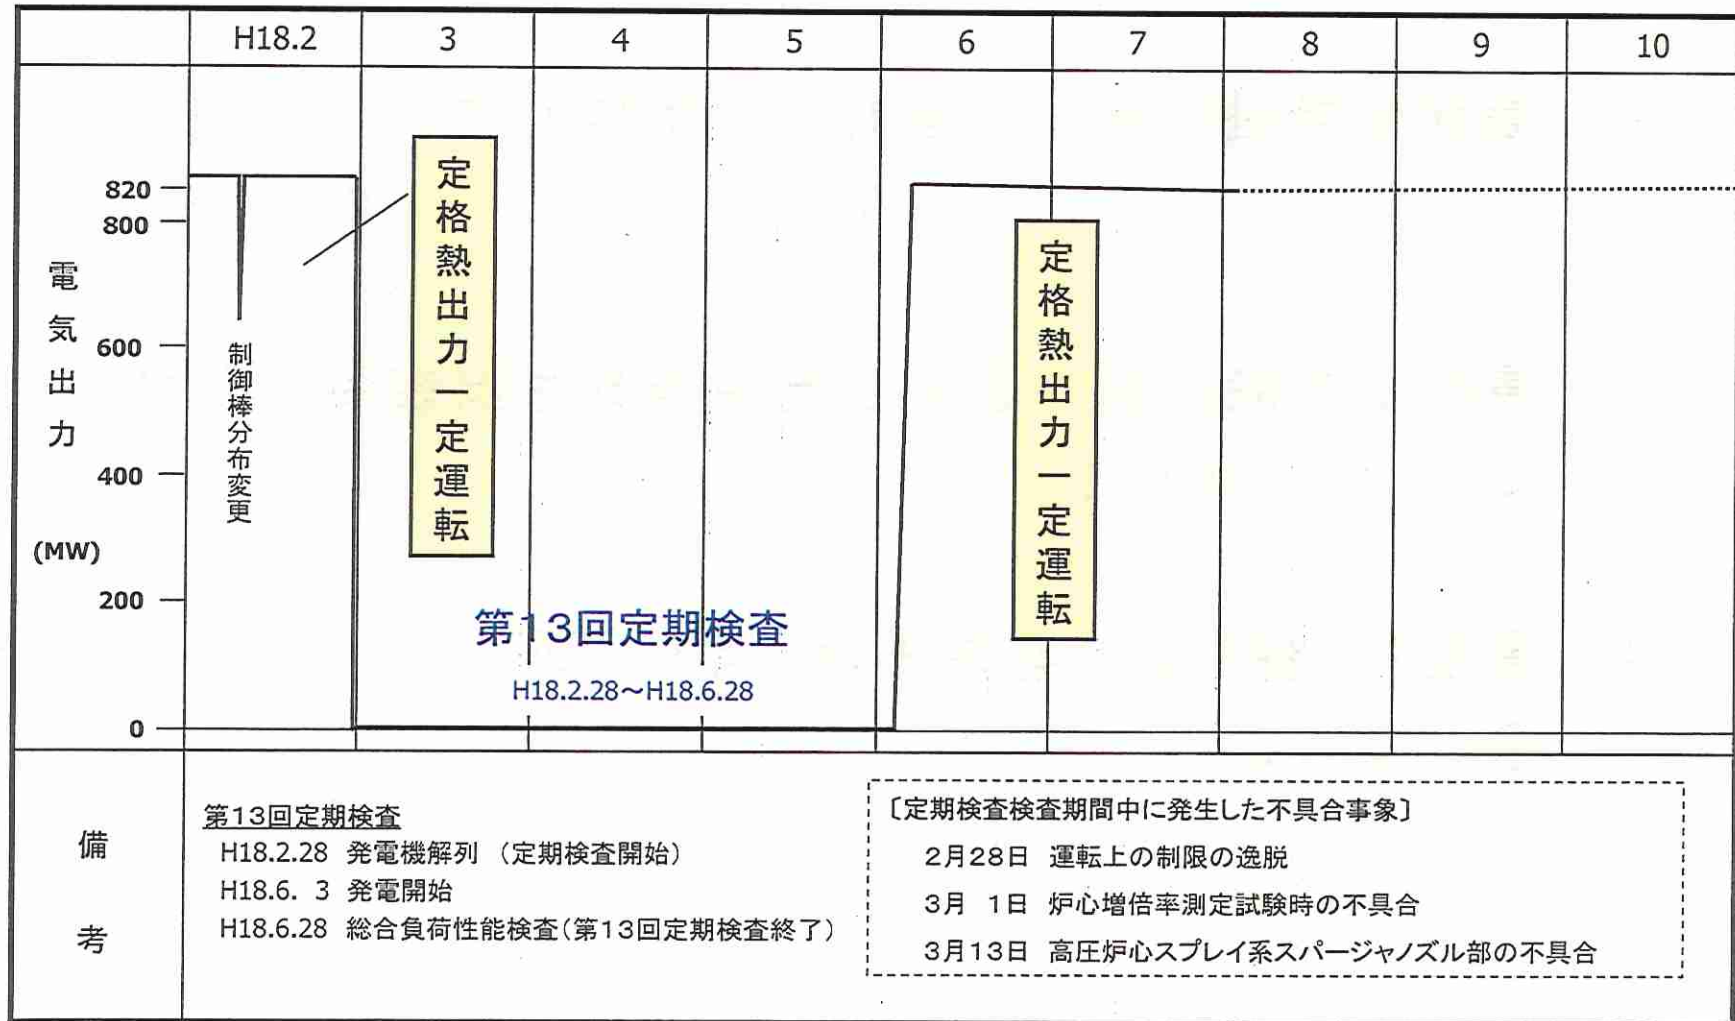 H18.2 3 4 5 6 7 8 9 10
電気出力
(MW)
820
800
600
400
200
0
制御棒分布変更
定格熱出力一定運転
定格熱出力一定運転
第13回定期検査
H18.2.28～H18.6.28
備考
第13回定期検査
H18.2.28 発電機解列 （定期検査開始）
H18.6. 3 発電開始
H18.6.28 総合負荷性能検査（第13回定期検査終了）
〔定期検査検査期間中に発生した不具合事象〕
2月28日 運転上の制限の逸脱
3月 1日 炉心増倍率測定試験時の不具合
3月13日 高圧炉心スプレイ系スパージャノズル部の不具合